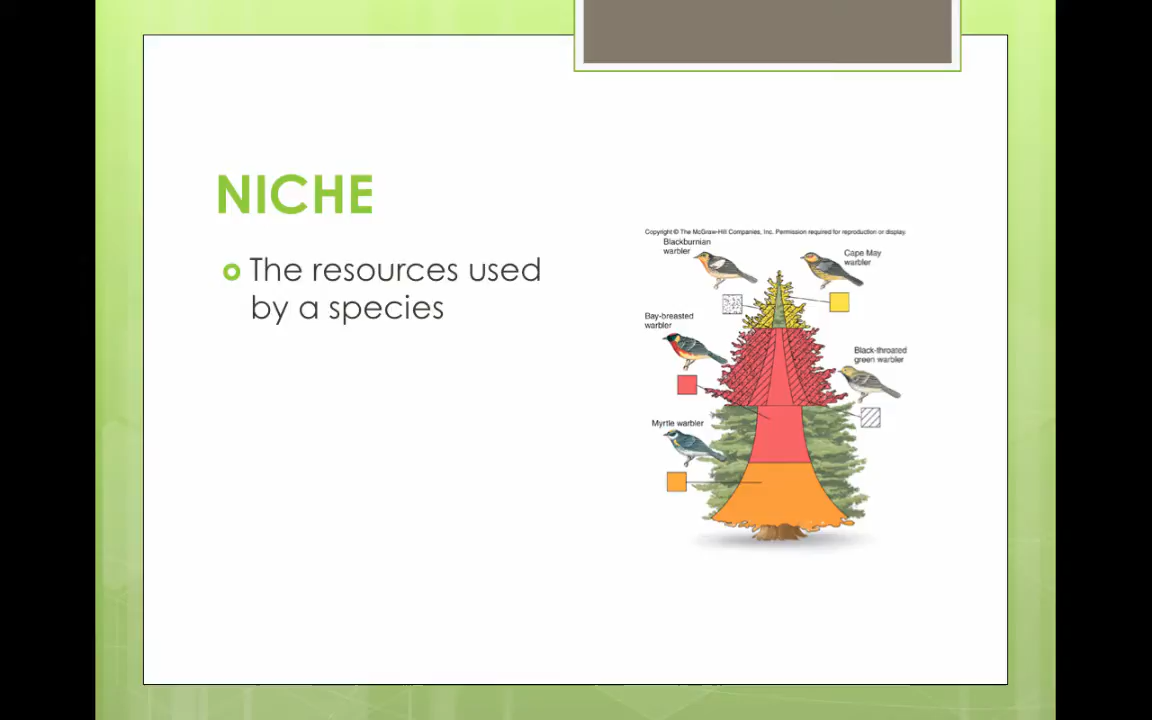 NICHE
The resources used
by a species
Copyright © The McGraw-Hill Companies, Inc. Permission required for reproduction or display.
Blackburnian
warbler
Cape May
warbler
Bay-breasted
warbler
Black-throated
green warbler
Myrtle warbler